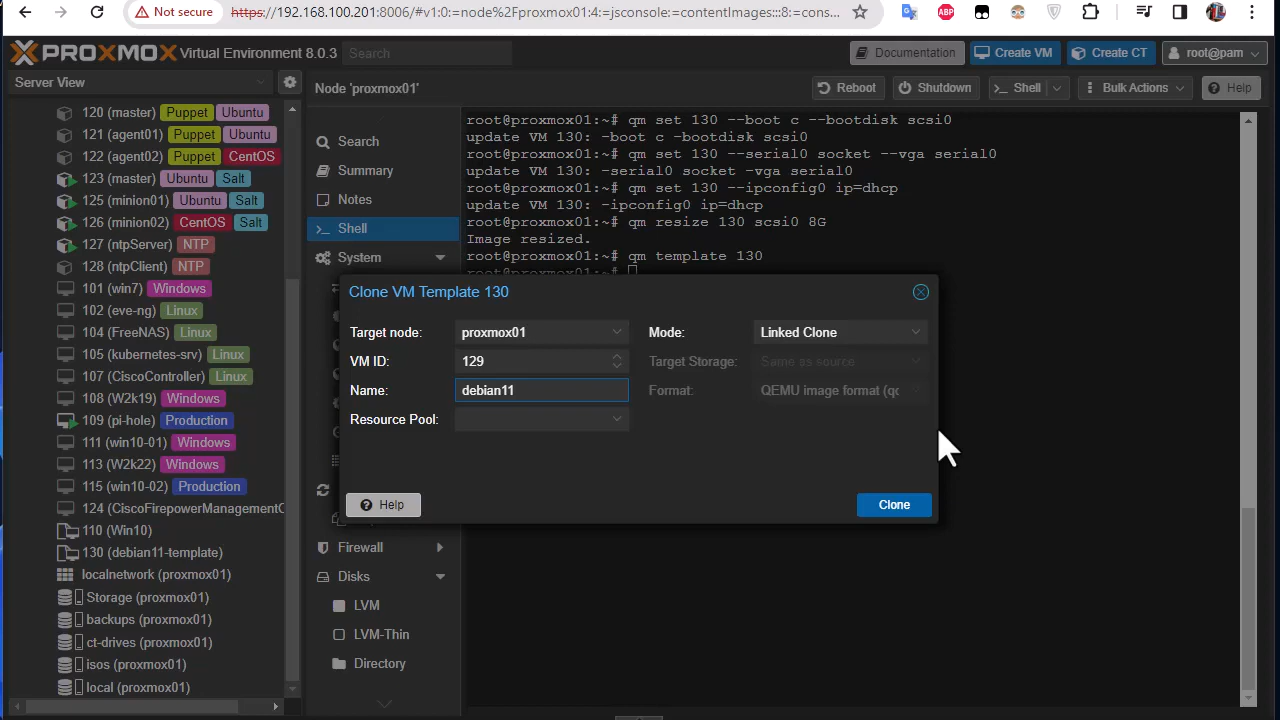 Not secure https://192.168.100.201:8006/#v1:0:=node%2Fproxmox01:4:=jsconsole:=contentImages:::8:=cons... ABP
PROXMOX Virtual Environment 8.0.3 Search Documentation Create VM Create CT root@pam
Server View
Node 'proxmox01' Reboot Shutdown Shell Bulk Actions Help
120 (master) Puppet Ubuntu
121 (agent01) Puppet Ubuntu
122 (agent02) Puppet CentOS
123 (master) Ubuntu Salt
125 (minion01) Ubuntu Salt
126 (minion02) CentOS Salt
127 (ntpServer) NTP
128 (ntpClient) NTP
101 (win7) Windows
102 (eve-ng) Linux
104 (FreeNAS) Linux
105 (kubernetes-srv) Linux
107 (CiscoController) Linux
108 (W2k19) Windows
109 (pi-hole) Production
111 (win10-01) Windows
113 (W2k22) Windows
115 (win10-02) Production
124 (CiscoFirepowerManagementC
110 (Win10)
130 (debian11-template)
localnetwork (proxmox01)
Storage (proxmox01)
backups (proxmox01)
ct-drives (proxmox01)
isos (proxmox01)
local (proxmox01)
Search
Summary
Notes
Shell
System
Firewall
Disks
LVM
LVM-Thin
Directory
root@proxmox01:~# qm set 130 --boot c --bootdisk scsi0
update VM 130: -boot c -bootdisk scsi0
root@proxmox01:~# qm set 130 --serial0 socket --vga serial0
update VM 130: -serial0 socket -vga serial0
root@proxmox01:~# qm set 130 --ipconfig0 ip=dhcp
update VM 130: -ipconfig0 ip=dhcp
root@proxmox01:~# qm resize 130 scsi0 8G
Image resized.
root@proxmox01:~# qm template 130
root@proxmox01:~#
Clone VM Template 130
Target node: proxmox01
VM ID: 129
Name: debian11
Resource Pool:
Mode: Linked Clone
Target Storage: Same as source
Format: QEMU image format (qc
Help Clone